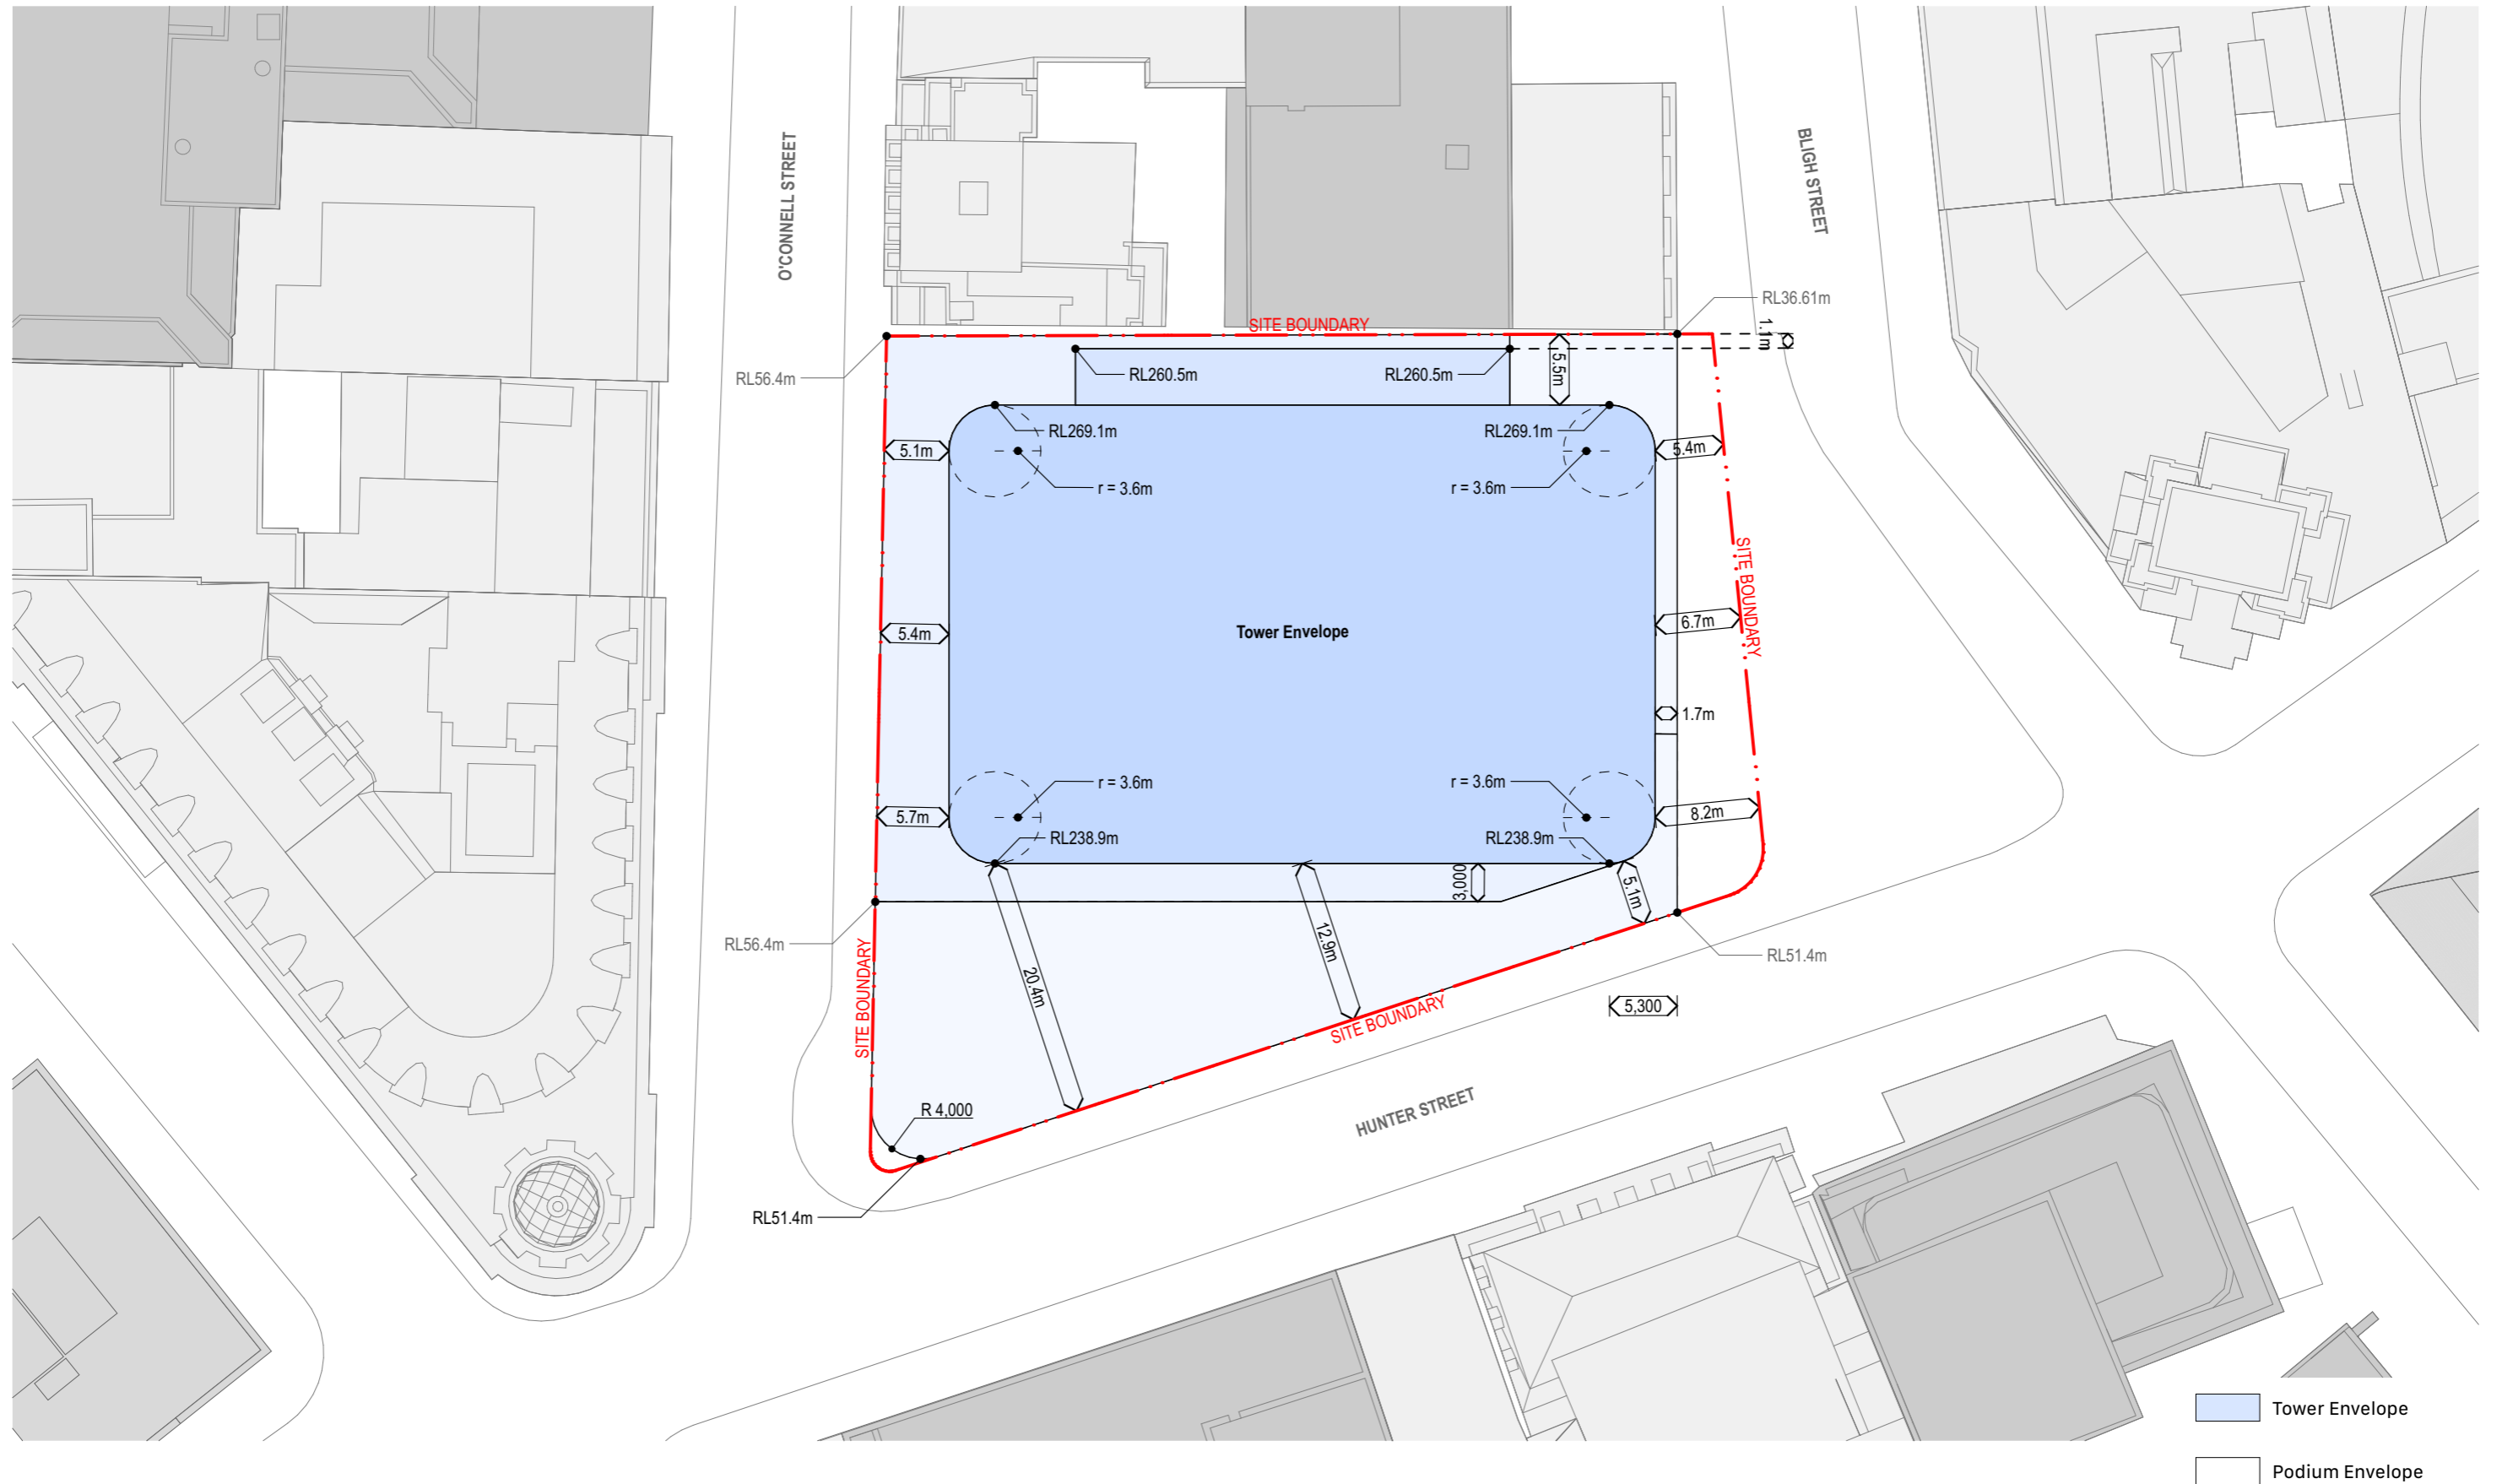 O'CONNELL STREET
BLIGH STREET
RL36.61m
SITE BOUNDARY
1.1m
RL56.4m
RL260.5m
RL260.5m
5.5m
RL269.1m
RL269.1m
5.1m
5.4m
r = 3.6m
r = 3.6m
SITE BOUNDARY
5.4m
Tower Envelope
6.7m
1.7m
r = 3.6m
r = 3.6m
5.7m
8.2m
RL238.9m
RL238.9m
3,000
5.1m
RL56.4m
SITE BOUNDARY
20.4m
12.9m
RL51.4m
5,300
SITE BOUNDARY
R 4,000
HUNTER STREET
RL51.4m
Tower Envelope
Podium Envelope